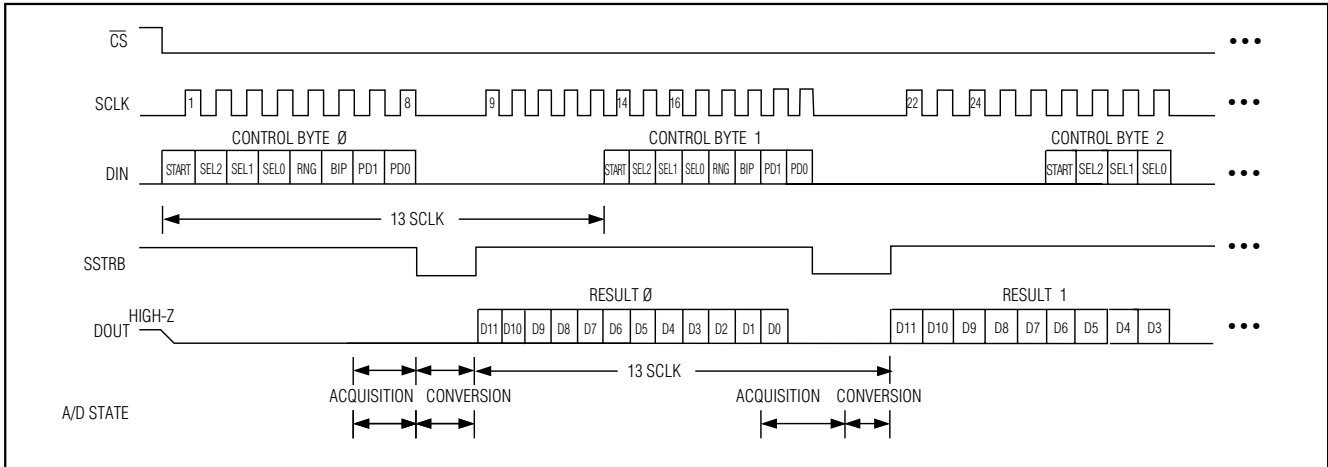 CS •••
SCLK 1 8 9 14 16 22 24 •••
CONTROL BYTE Ø CONTROL BYTE 1 CONTROL BYTE 2
DIN START SEL2 SEL1 SEL0 RNG BIP PD1 PD0 START SEL2 SEL1 SEL0 RNG BIP PD1 PD0 START SEL2 SEL1 SEL0 •••
13 SCLK
SSTRB •••
RESULT Ø RESULT 1
HIGH-Z
DOUT D11 D10 D9 D8 D7 D6 D5 D4 D3 D2 D1 D0 D11 D10 D9 D8 D7 D6 D5 D4 D3 •••
13 SCLK
ACQUISITION CONVERSION ACQUISITION CONVERSION
A/D STATE